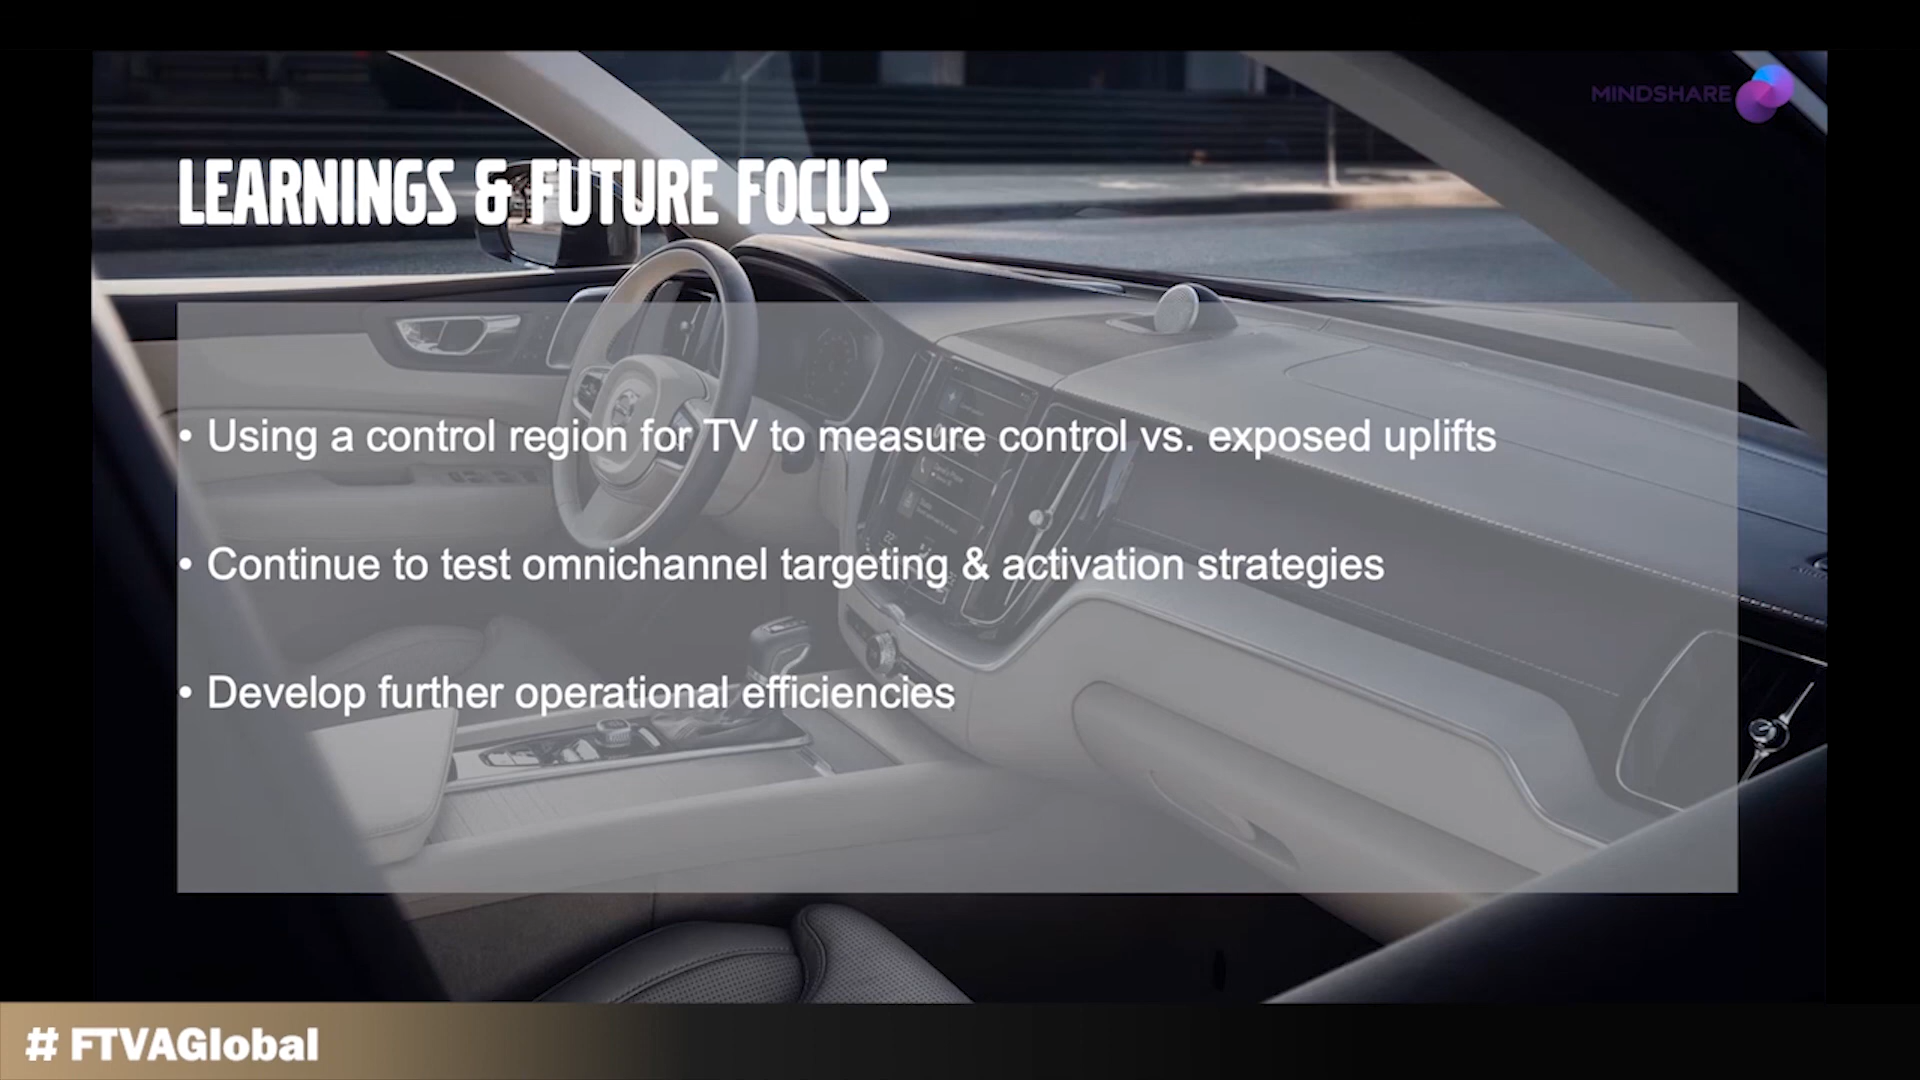 MINDSHARE
LEARNINGS & FUTURE FOCUS
• Using a control region for TV to measure control vs. exposed uplifts
• Continue to test omnichannel targeting & activation strategies
• Develop further operational efficiencies
# FTVAGlobal